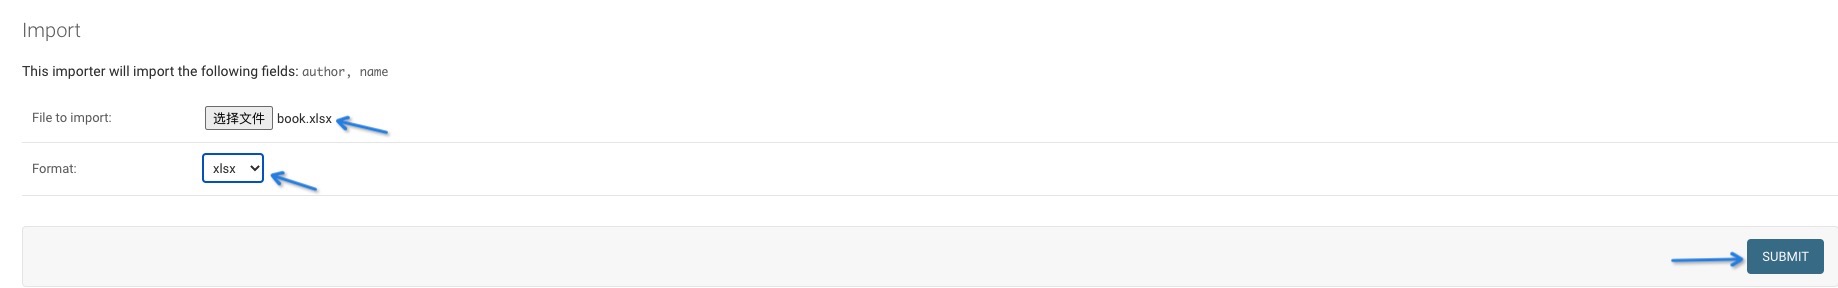 Import
This importer will import the following fields: author, name
File to import: 选择文件 book.xlsx
Format: xlsx
SUBMIT